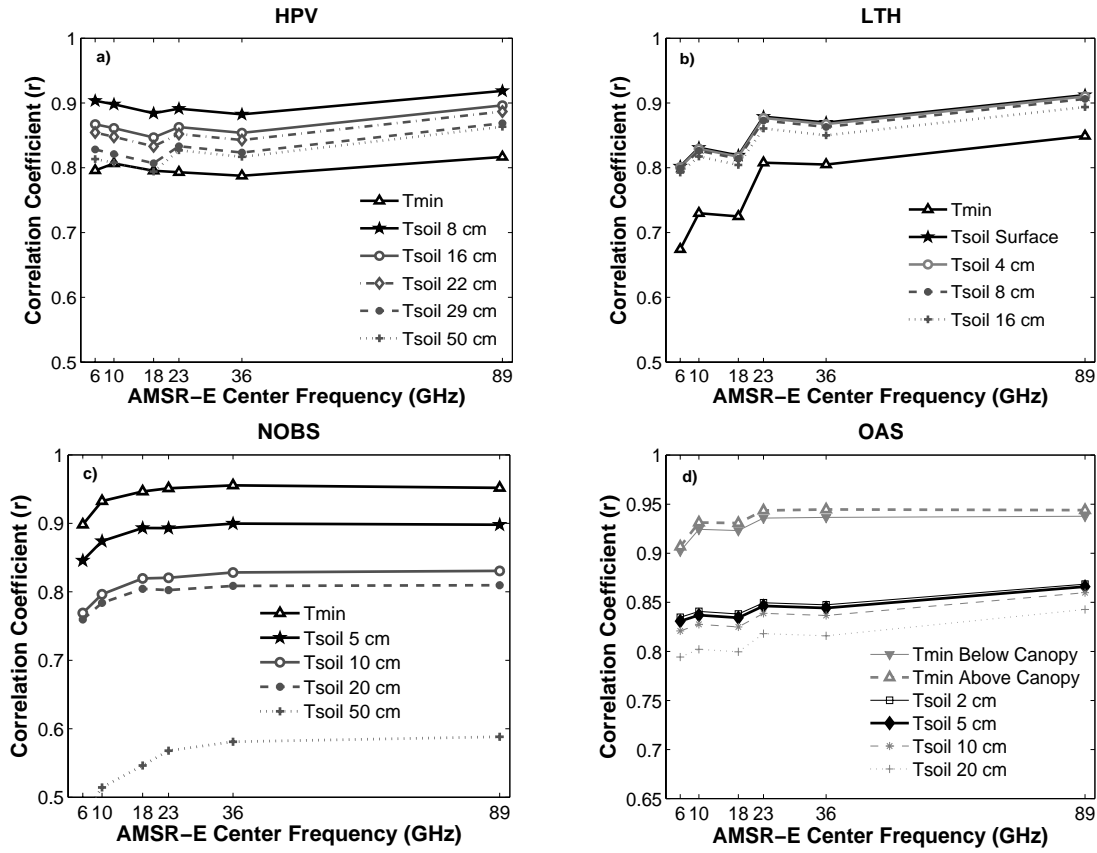 HPV
a)
1
0.9
0.8
0.7
0.6
0.5
Correlation Coefficient (r)
Tmin
Tsoil 8 cm
Tsoil 16 cm
Tsoil 22 cm
Tsoil 29 cm
Tsoil 50 cm
6 10 18 23 36 89
AMSR−E Center Frequency (GHz)
LTH
b)
1
0.9
0.8
0.7
0.6
0.5
Correlation Coefficient (r)
Tmin
Tsoil Surface
Tsoil 4 cm
Tsoil 8 cm
Tsoil 16 cm
6 10 18 23 36 89
AMSR−E Center Frequency (GHz)
NOBS
c)
1
0.9
0.8
0.7
0.6
0.5
Correlation Coefficient (r)
Tmin
Tsoil 5 cm
Tsoil 10 cm
Tsoil 20 cm
Tsoil 50 cm
6 10 18 23 36 89
AMSR−E Center Frequency (GHz)
OAS
d)
1
0.95
0.9
0.85
0.8
0.75
0.7
0.65
Correlation Coefficient (r)
Tmin Below Canopy
Tmin Above Canopy
Tsoil 2 cm
Tsoil 5 cm
Tsoil 10 cm
Tsoil 20 cm
6 10 18 23 36 89
AMSR−E Center Frequency (GHz)